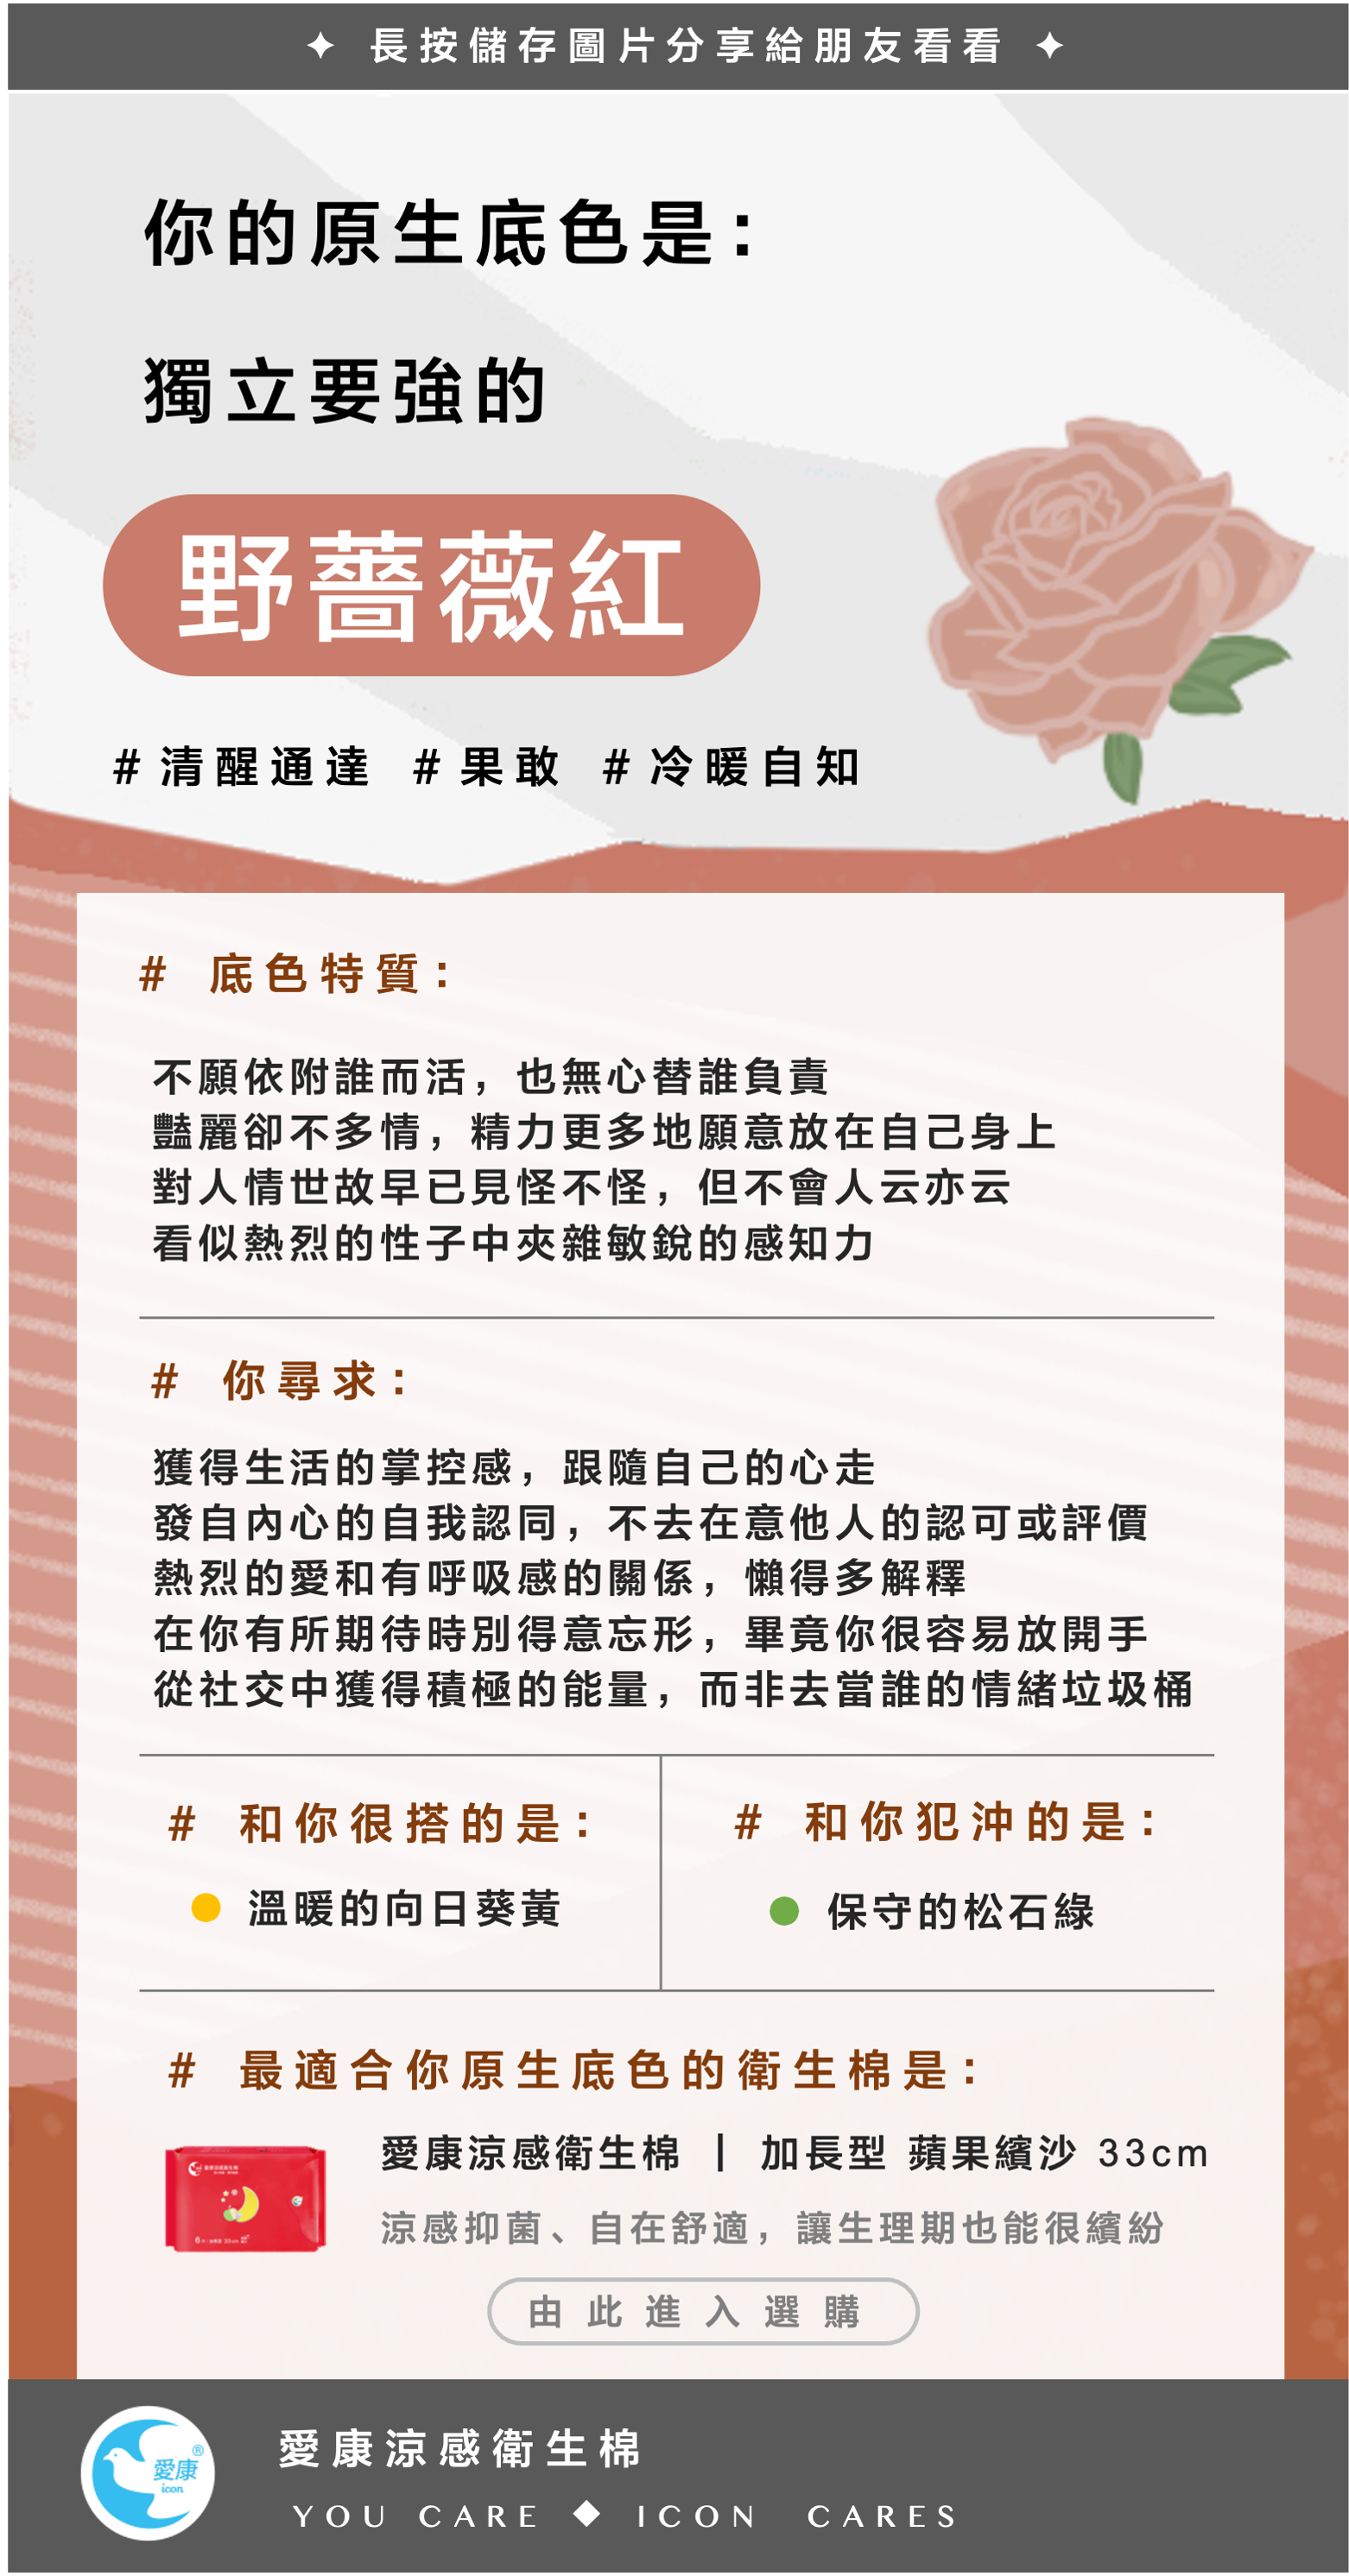 ✦ 長按儲存圖片分享給朋友看看 ✦
你的原生底色是：
獨立要強的
野薔薇紅
# 清醒通達 # 果敢 # 冷暖自知
# 底色特質：
不願依附誰而活，也無心替誰負責
豔麗卻不多情，精力更多地願意放在自己身上
對人情世故早已見怪不怪，但不會人云亦云
看似熱烈的性子中夾雜敏銳的感知力
# 你尋求：
獲得生活的掌控感，跟隨自己的心走
發自內心的自我認同，不去在意他人的認可或評價
熱烈的愛和有呼吸感的關係，懶得多解釋
在你有所期待時別得意忘形，畢竟你很容易放開手
從社交中獲得積極的能量，而非去當誰的情緒垃圾桶
# 和你很搭的是：
溫暖的向日葵黃
# 和你犯沖的是：
保守的松石綠
# 最適合你原生底色的衛生棉是：
愛康涼感衛生棉 | 加長型 蘋果繽沙 33cm
涼感抑菌、自在舒適，讓生理期也能很繽紛
由此進入選購
愛康®
icon
愛康涼感衛生棉
YOU CARE ◆ ICON CARES